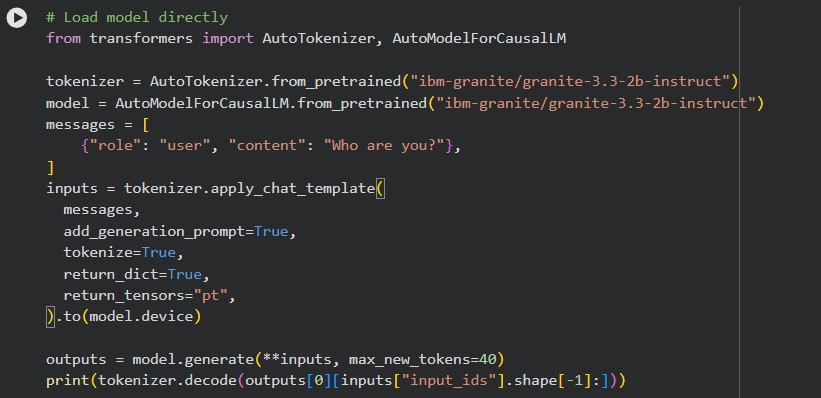 # Load model directly
from transformers import AutoTokenizer, AutoModelForCausalLM

tokenizer = AutoTokenizer.from_pretrained("ibm-granite/granite-3.3-2b-instruct")
model = AutoModelForCausalLM.from_pretrained("ibm-granite/granite-3.3-2b-instruct")
messages = [
    {"role": "user", "content": "Who are you?"},
]
inputs = tokenizer.apply_chat_template(
  messages,
  add_generation_prompt=True,
  tokenize=True,
  return_dict=True,
  return_tensors="pt",
).to(model.device)

outputs = model.generate(**inputs, max_new_tokens=40)
print(tokenizer.decode(outputs[0][inputs["input_ids"].shape[-1]:]))